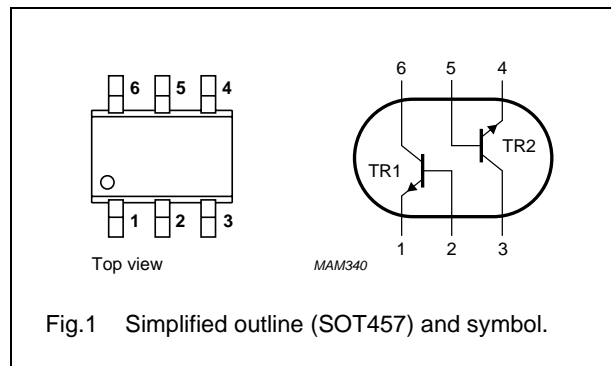 6 5 4
1 2 3
Top view
6 5 4
TR1
TR2
1 2 3
MAM340
Fig.1 Simplified outline (SOT457) and symbol.